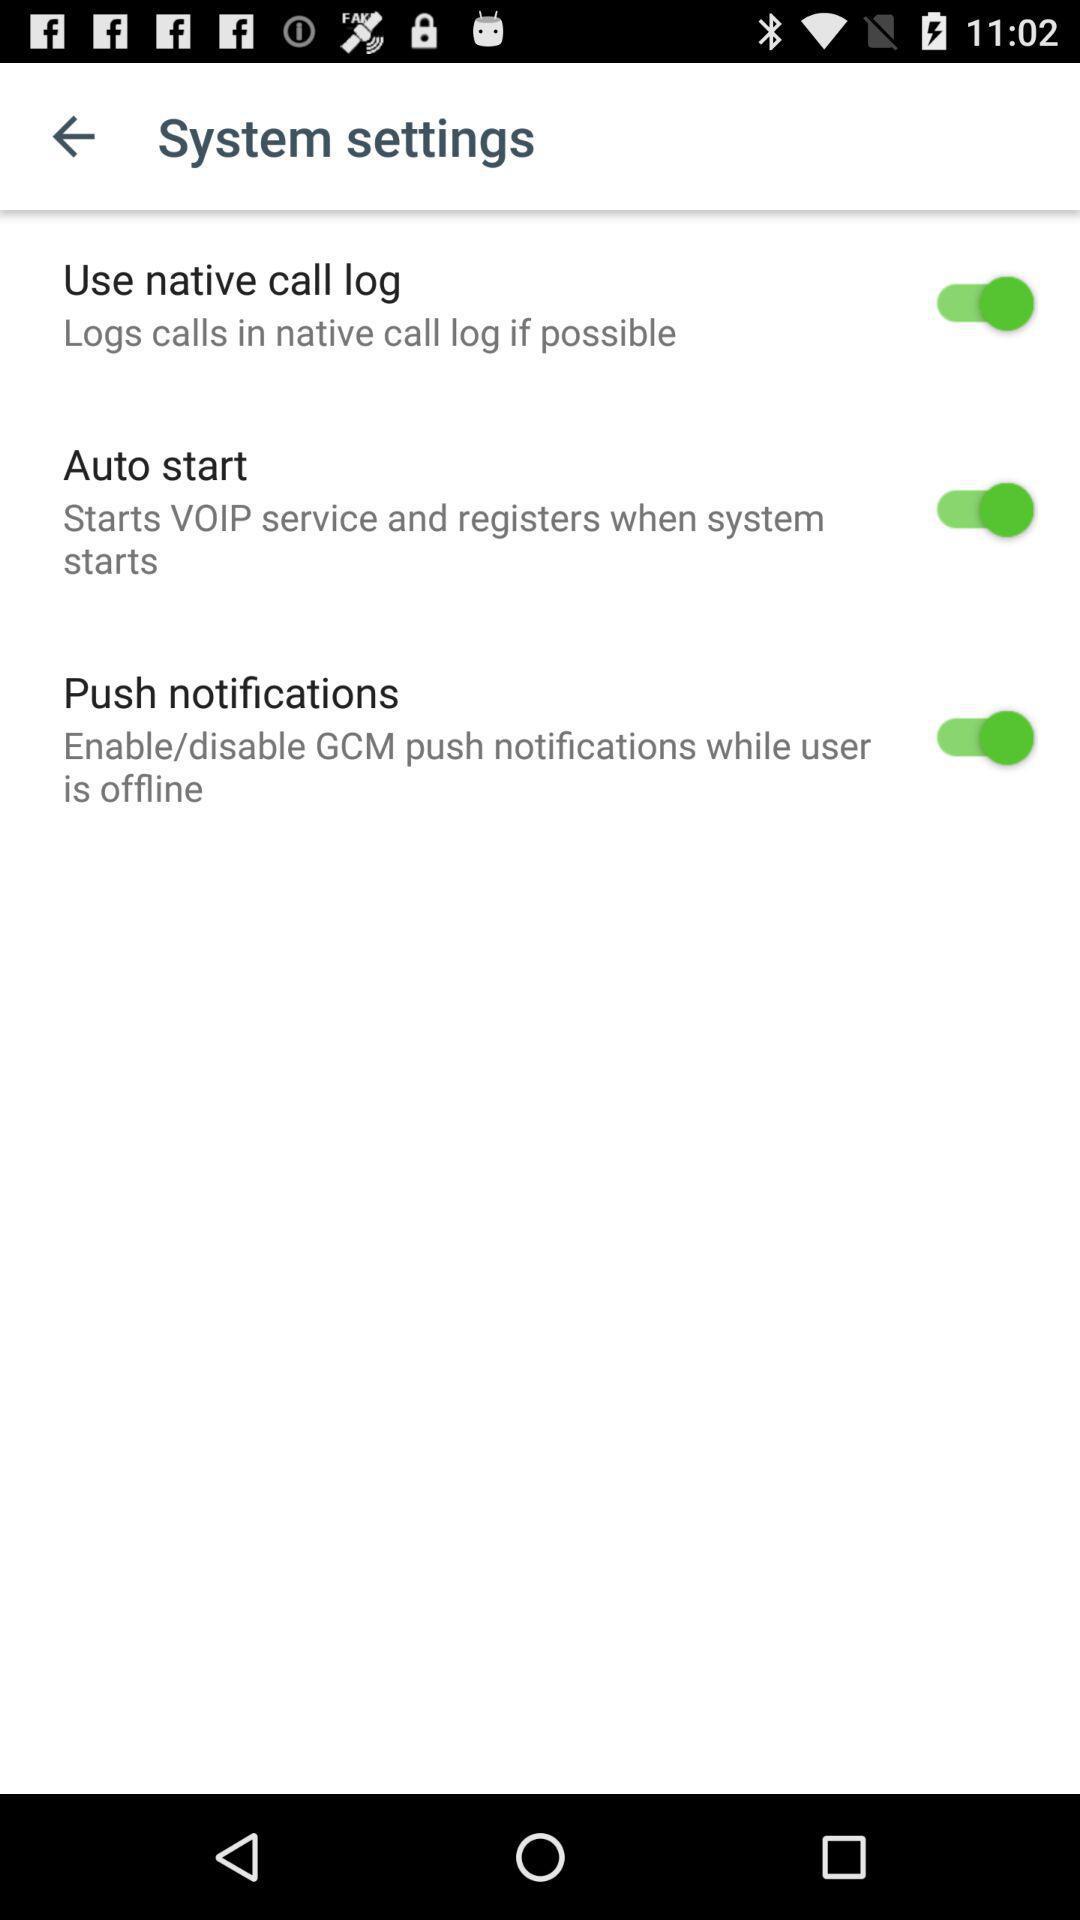 FAKE
11:02
System settings
Use native call log
Logs calls in native call log if possible
Auto start
Starts VOIP service and registers when system
starts
Push notifications
Enable/disable GCM push notifications while user
is offline